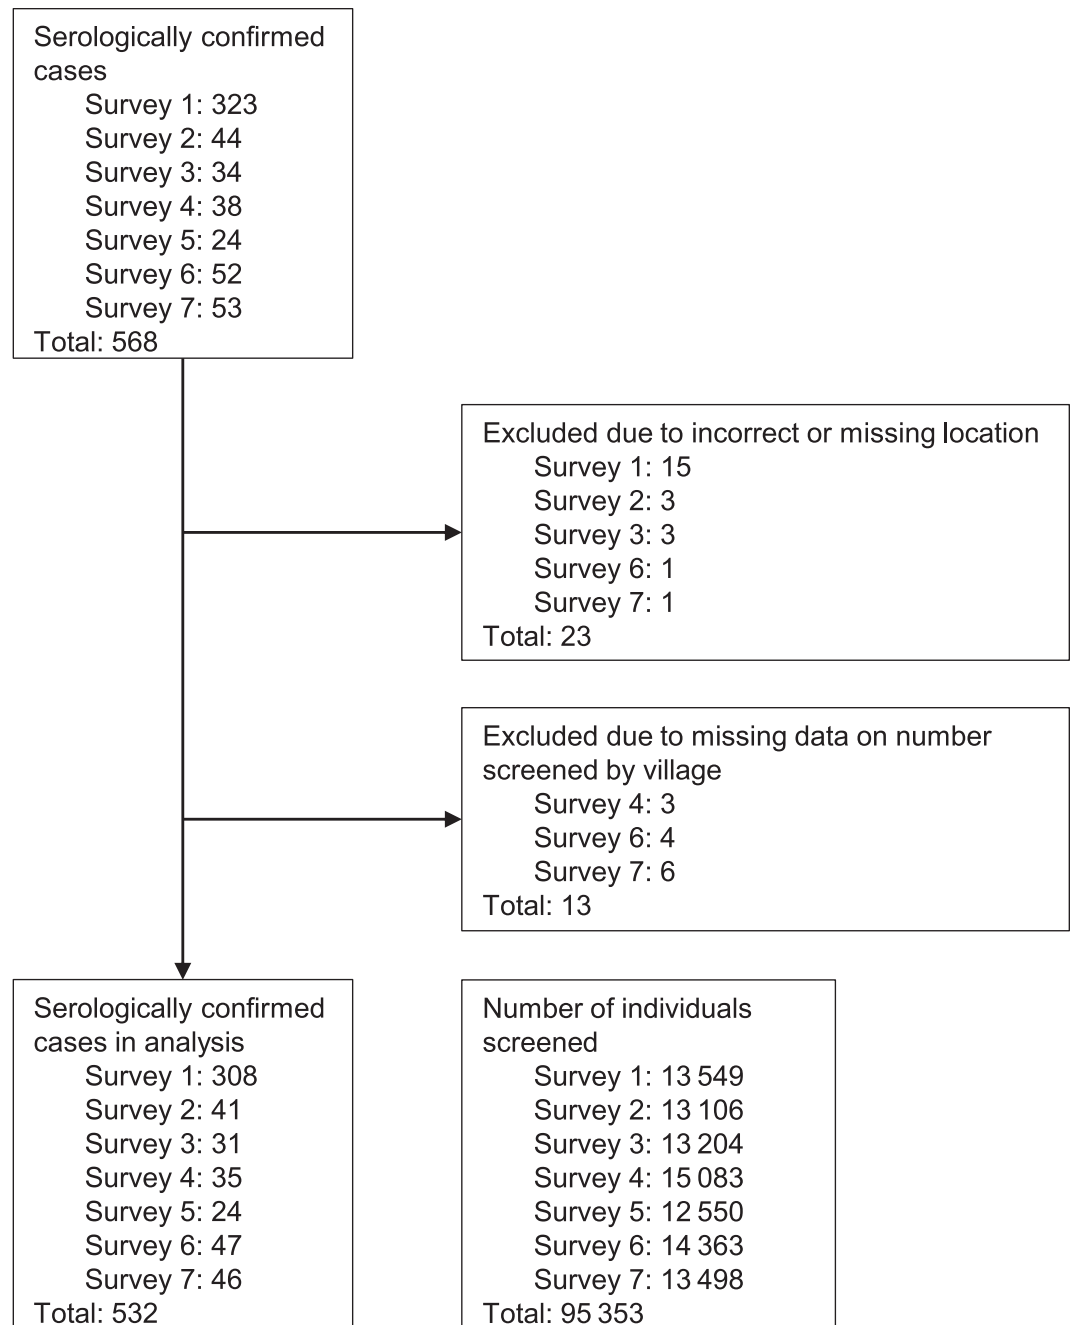 Serologically confirmed
cases
Survey 1: 323
Survey 2: 44
Survey 3: 34
Survey 4: 38
Survey 5: 24
Survey 6: 52
Survey 7: 53
Total: 568
Excluded due to incorrect or missing location
Survey 1: 15
Survey 2: 3
Survey 3: 3
Survey 6: 1
Survey 7: 1
Total: 23
Excluded due to missing data on number
screened by village
Survey 4: 3
Survey 6: 4
Survey 7: 6
Total: 13
Serologically confirmed
cases in analysis
Survey 1: 308
Survey 2: 41
Survey 3: 31
Survey 4: 35
Survey 5: 24
Survey 6: 47
Survey 7: 46
Total: 532
Number of individuals
screened
Survey 1: 13 549
Survey 2: 13 106
Survey 3: 13 204
Survey 4: 15 083
Survey 5: 12 550
Survey 6: 14 363
Survey 7: 13 498
Total: 95 353